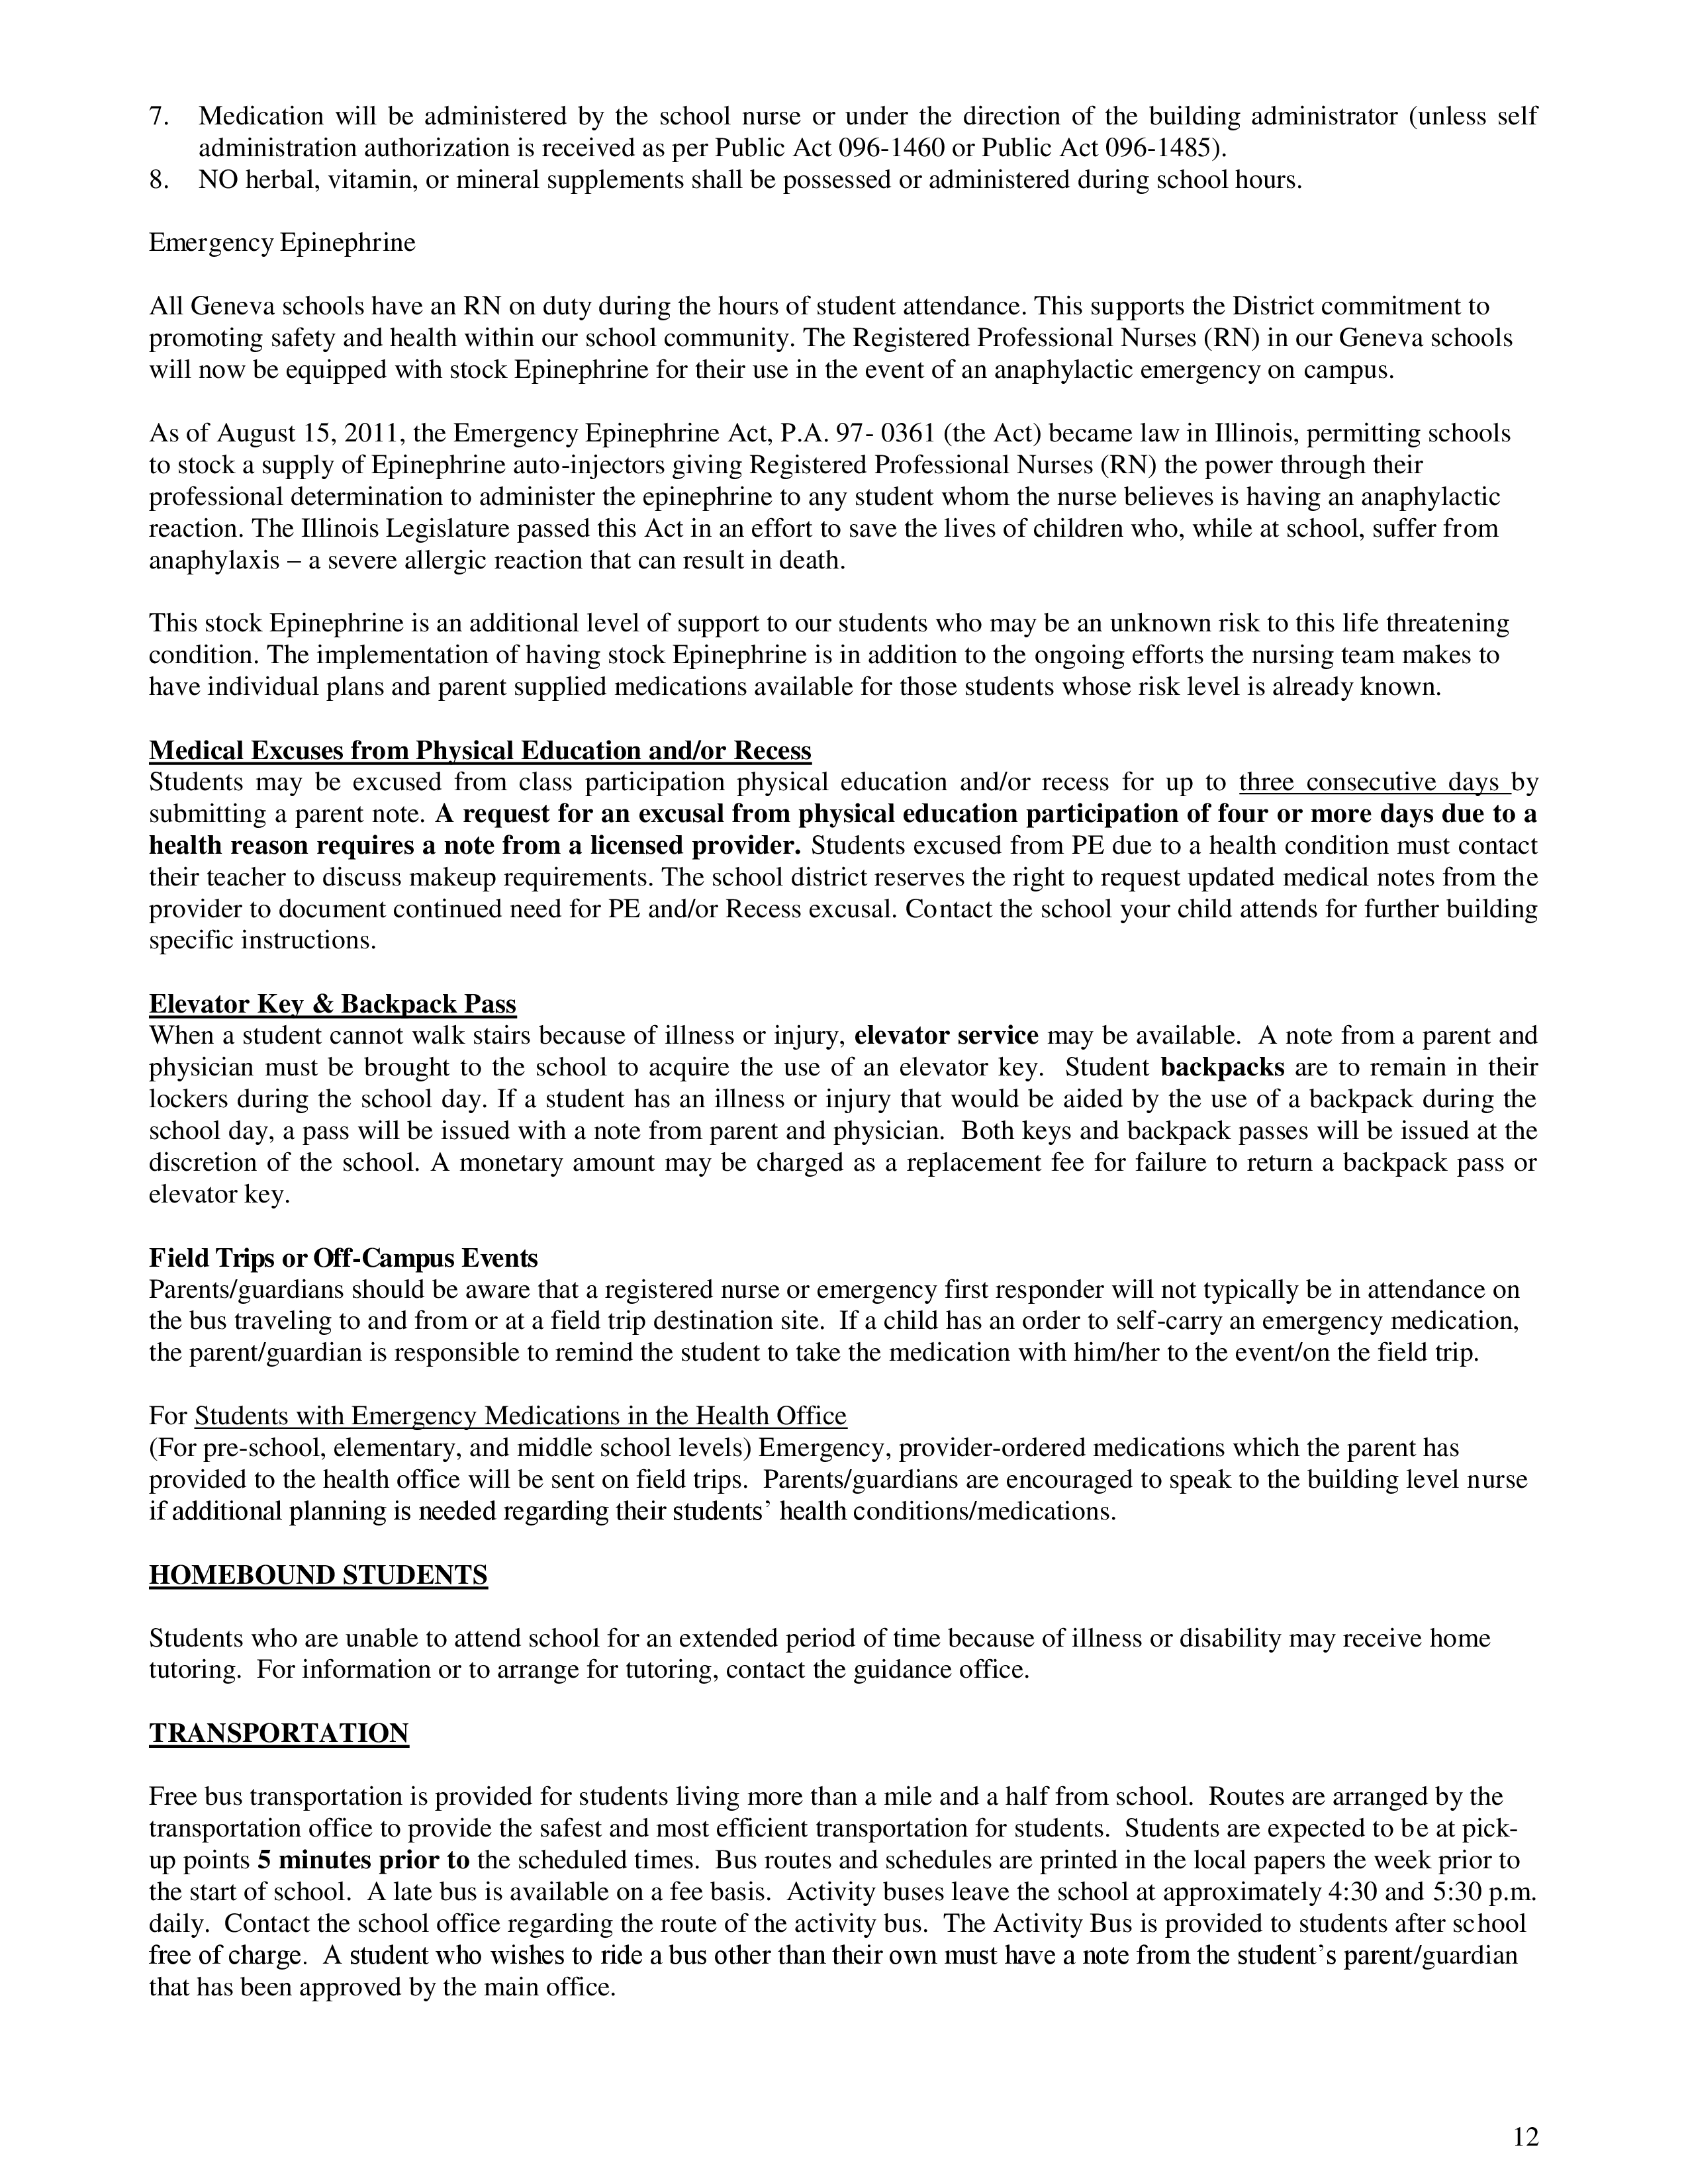 7. Medication will be administered by the school nurse or under the direction of the building administrator (unless self
administration authorization is received as per Public Act 096-1460 or Public Act 096-1485).
8. NO herbal, vitamin, or mineral supplements shall be possessed or administered during school hours.
Emergency Epinephrine
All Geneva schools have an RN on duty during the hours of student attendance. This supports the District commitment to
promoting safety and health within our school community. The Registered Professional Nurses (RN) in our Geneva schools
will now be equipped with stock Epinephrine for their use in the event of an anaphylactic emergency on campus.
As of August 15, 2011, the Emergency Epinephrine Act, P.A. 97- 0361 (the Act) became law in Illinois, permitting schools
to stock a supply of Epinephrine auto-injectors giving Registered Professional Nurses (RN) the power through their
professional determination to administer the epinephrine to any student whom the nurse believes is having an anaphylactic
reaction. The Illinois Legislature passed this Act in an effort to save the lives of children who, while at school, suffer from
anaphylaxis – a severe allergic reaction that can result in death.
This stock Epinephrine is an additional level of support to our students who may be an unknown risk to this life threatening
condition. The implementation of having stock Epinephrine is in addition to the ongoing efforts the nursing team makes to
have individual plans and parent supplied medications available for those students whose risk level is already known.
Medical Excuses from Physical Education and/or Recess
Students may be excused from class participation physical education and/or recess for up to three consecutive days by
submitting a parent note. A request for an excusal from physical education participation of four or more days due to a
health reason requires a note from a licensed provider. Students excused from PE due to a health condition must contact
their teacher to discuss makeup requirements. The school district reserves the right to request updated medical notes from the
provider to document continued need for PE and/or Recess excusal. Contact the school your child attends for further building
specific instructions.
Elevator Key & Backpack Pass
When a student cannot walk stairs because of illness or injury, elevator service may be available. A note from a parent and
physician must be brought to the school to acquire the use of an elevator key. Student backpacks are to remain in their
lockers during the school day. If a student has an illness or injury that would be aided by the use of a backpack during the
school day, a pass will be issued with a note from parent and physician. Both keys and backpack passes will be issued at the
discretion of the school. A monetary amount may be charged as a replacement fee for failure to return a backpack pass or
elevator key.
Field Trips or Off-Campus Events
Parents/guardians should be aware that a registered nurse or emergency first responder will not typically be in attendance on
the bus traveling to and from or at a field trip destination site. If a child has an order to self-carry an emergency medication,
the parent/guardian is responsible to remind the student to take the medication with him/her to the event/on the field trip.
For Students with Emergency Medications in the Health Office
(For pre-school, elementary, and middle school levels) Emergency, provider-ordered medications which the parent has
provided to the health office will be sent on field trips. Parents/guardians are encouraged to speak to the building level nurse
if additional planning is needed regarding their students’ health conditions/medications.
HOMEBOUND STUDENTS
Students who are unable to attend school for an extended period of time because of illness or disability may receive home
tutoring. For information or to arrange for tutoring, contact the guidance office.
TRANSPORTATION
Free bus transportation is provided for students living more than a mile and a half from school. Routes are arranged by the
transportation office to provide the safest and most efficient transportation for students. Students are expected to be at pick-
up points 5 minutes prior to the scheduled times. Bus routes and schedules are printed in the local papers the week prior to
the start of school. A late bus is available on a fee basis. Activity buses leave the school at approximately 4:30 and 5:30 p.m.
daily. Contact the school office regarding the route of the activity bus. The Activity Bus is provided to students after school
free of charge. A student who wishes to ride a bus other than their own must have a note from the student’s parent/guardian
that has been approved by the main office.
12